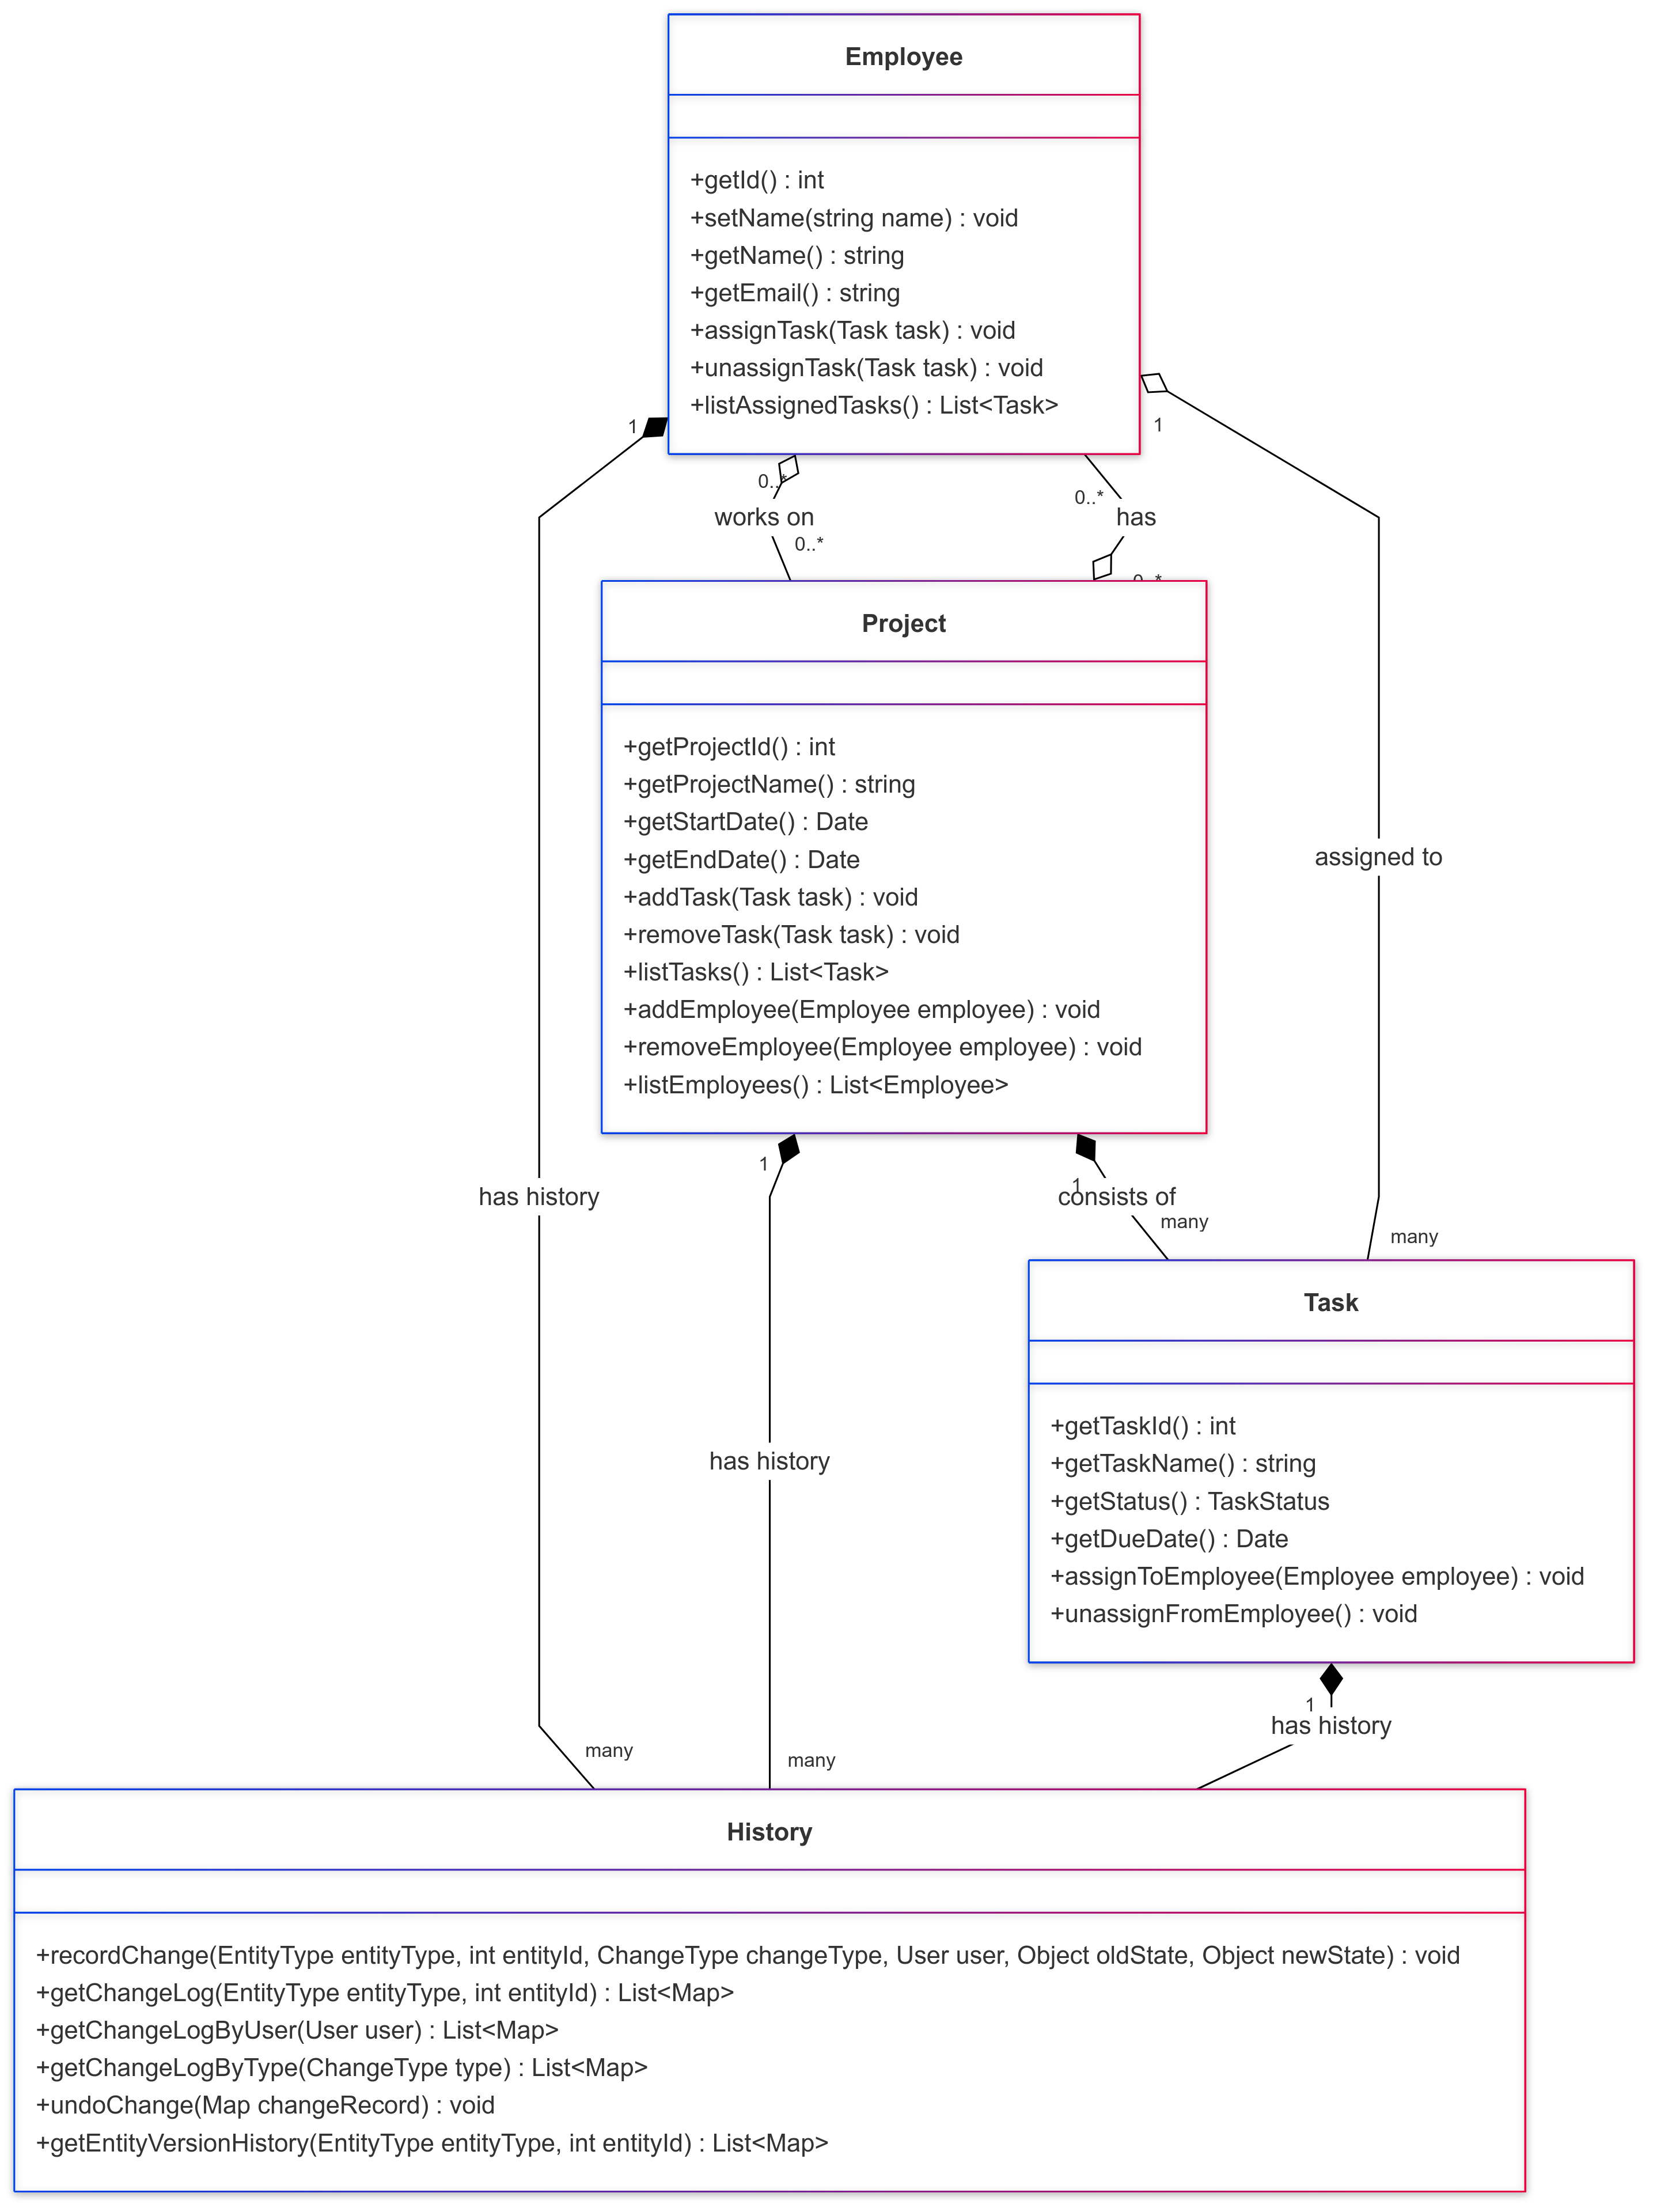 Employee
+getId() : int
+setName(string name) : void
+getName() : string
+getEmail() : string
+assignTask(Task task) : void
+unassignTask(Task task) : void
+listAssignedTasks() : List<Task>
1
1
0..*
works on
0..*
0..*
has
0..*
Project
+getProjectId() : int
+getProjectName() : string
+getStartDate() : Date
+getEndDate() : Date
+addTask(Task task) : void
+removeTask(Task task) : void
+listTasks() : List<Task>
+addEmployee(Employee employee) : void
+removeEmployee(Employee employee) : void
+listEmployees() : List<Employee>
assigned to
1
1
has history
consists of
many
many
Task
+getTaskId() : int
+getTaskName() : string
+getStatus() : TaskStatus
+getDueDate() : Date
+assignToEmployee(Employee employee) : void
+unassignFromEmployee() : void
has history
1
has history
many
many
History
+recordChange(EntityType entityType, int entityId, ChangeType changeType, User user, Object oldState, Object newState) : void
+getChangeLog(EntityType entityType, int entityId) : List<Map>
+getChangeLogByUser(User user) : List<Map>
+getChangeLogByType(ChangeType type) : List<Map>
+undoChange(Map changeRecord) : void
+getEntityVersionHistory(EntityType entityType, int entityId) : List<Map>